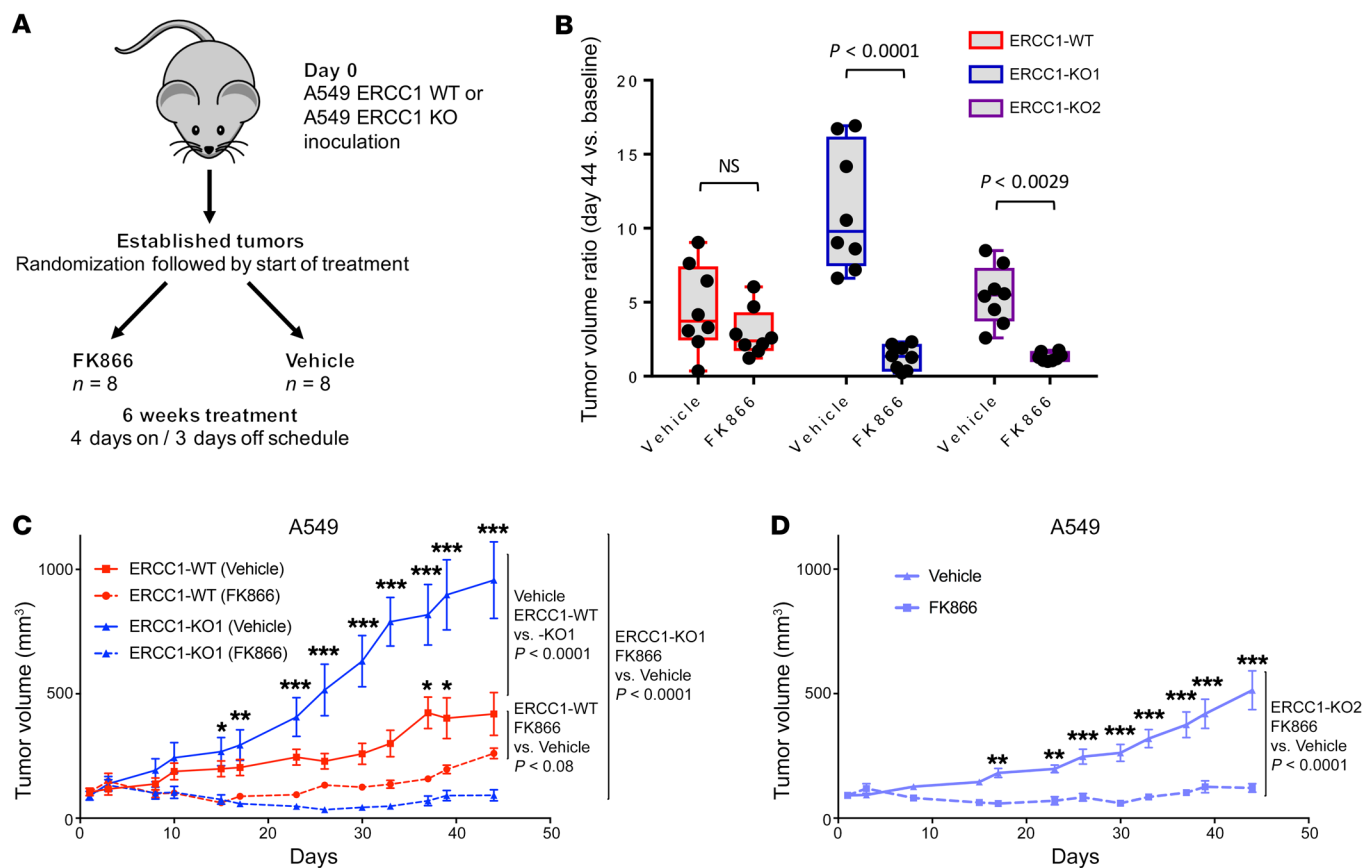 A
Day 0
A549 ERCC1 WT or
A549 ERCC1 KO
inoculation
Established tumors
Randomization followed by start of treatment
FK866
n = 8
Vehicle
n = 8
6 weeks treatment
4 days on / 3 days off schedule
B
ERCC1-WT
ERCC1-KO1
ERCC1-KO2
Tumor volume ratio (day 44 vs. baseline)
20
15
10
5
0
NS
P < 0.0001
P < 0.0029
Vehicle
FK866
Vehicle
FK866
Vehicle
FK866
C
A549
ERCC1-WT (Vehicle)
ERCC1-WT (FK866)
ERCC1-KO1 (Vehicle)
ERCC1-KO1 (FK866)
Tumor volume (mm³)
1000
500
0
* ** *** *** *** *** *** *** ***
* *
Vehicle
ERCC1-WT
vs. -KO1
P < 0.0001
ERCC1-WT
FK866
vs. Vehicle
P < 0.08
ERCC1-KO1
FK866
vs. Vehicle
P < 0.0001
0 10 20 30 40 50
Days
D
A549
Vehicle
FK866
Tumor volume (mm³)
1000
500
0
** ** *** *** *** *** *** ***
ERCC1-KO2
FK866
vs. Vehicle
P < 0.0001
0 10 20 30 40 50
Days